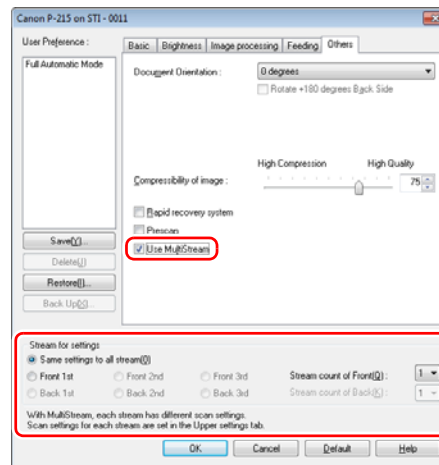 Canon P-215 on STI - 0011
User Preference :
Full Automatic Mode
Save(Y)...
Delete(J)
Restore(I)...
Back Up(X)...
Basic Brightness Image processing Feeding Others
Document Orientation : 0 degrees
Rotate +180 degrees Back Side
High Compression High Quality
Compressibility of image : 75
Rapid recovery system
Prescan
Use MultiStream
Stream for settings
Same settings to all stream(0)
Front 1st Front 2nd Front 3rd Stream count of Front(Q) : 1
Back 1st Back 2nd Back 3rd Stream count of Back(K) : 1
With MultiStream, each stream has different scan settings.
Scan settings for each stream are set in the Upper settings tab.
OK Cancel Default Help